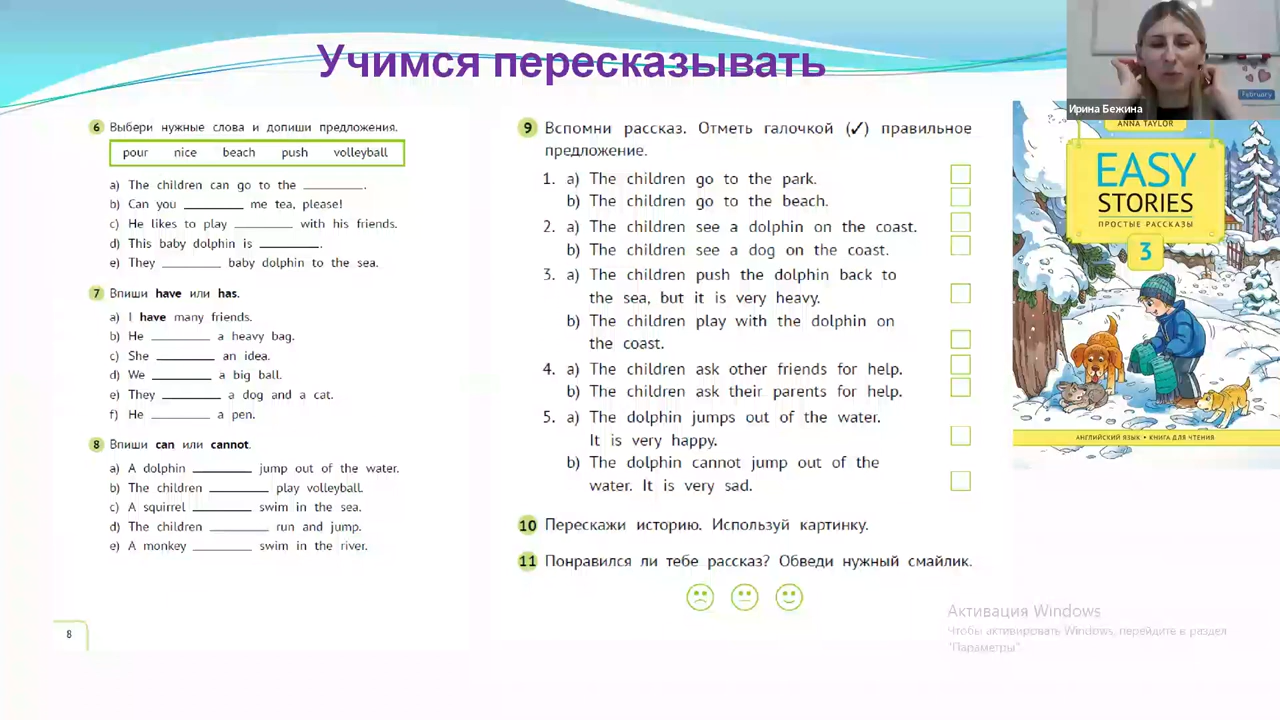 Учимся пересказывать
6 Выбери нужные слова и допиши предложения.
pour nice beach push volleyball
a) The children can go to the ________.
b) Can you ________ me tea, please!
c) He likes to play ________ with his friends.
d) This baby dolphin is ________.
e) They ________ baby dolphin to the sea.
7 Впиши have или has.
a) I have many friends.
b) He ________ a heavy bag.
c) She ________ an idea.
d) We ________ a big ball.
e) They ________ a dog and a cat.
f) He ________ a pen.
8 Впиши can или cannot.
a) A dolphin ________ jump out of the water.
b) The children ________ play volleyball.
c) A squirrel ________ swim in the sea.
d) The children ________ run and jump.
e) A monkey ________ swim in the river.
8
9 Вспомни рассказ. Отметь галочкой (✓) правильное
предложение.
1. a) The children go to the park.
b) The children go to the beach.
2. a) The children see a dolphin on the coast.
b) The children see a dog on the coast.
3. a) The children push the dolphin back to
the sea, but it is very heavy.
b) The children play with the dolphin on
the coast.
4. a) The children ask other friends for help.
b) The children ask their parents for help.
5. a) The dolphin jumps out of the water.
It is very happy.
b) The dolphin cannot jump out of the
water. It is very sad.
10 Перескажи историю. Используй картинку.
11 Понравился ли тебе рассказ? Обведи нужный смайлик.
February
Ирина Бежина
ANNA TAYLOR
EASY
STORIES
ПРОСТЫЕ РАССКАЗЫ
3
АНГЛИЙСКИЙ ЯЗЫК • КНИГА ДЛЯ ЧТЕНИЯ
Активация Windows
Чтобы активировать Windows, перейдите в раздел
"Параметры".